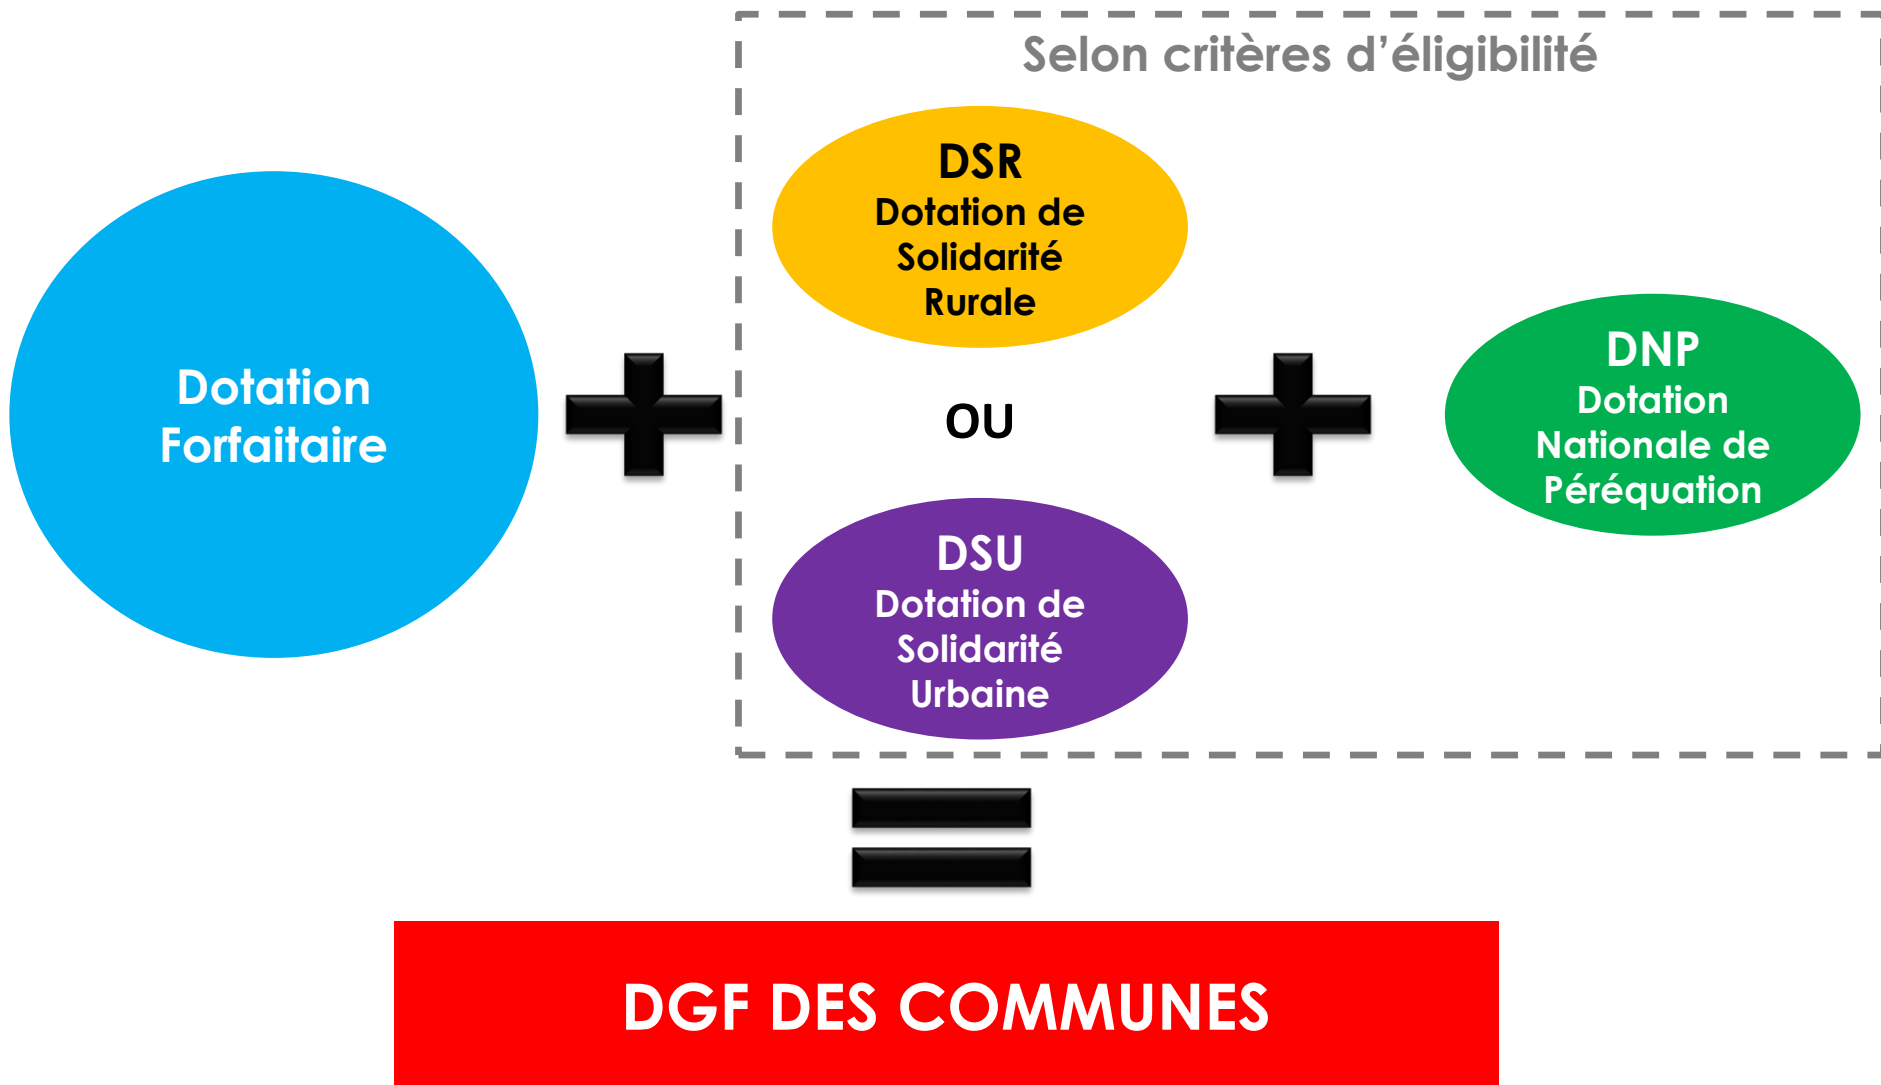 Selon critères d’éligibilité
Dotation
Forfaitaire
DSR
Dotation de
Solidarité
Rurale
OU
DSU
Dotation de
Solidarité
Urbaine
DNP
Dotation
Nationale de
Péréquation
DGF DES COMMUNES